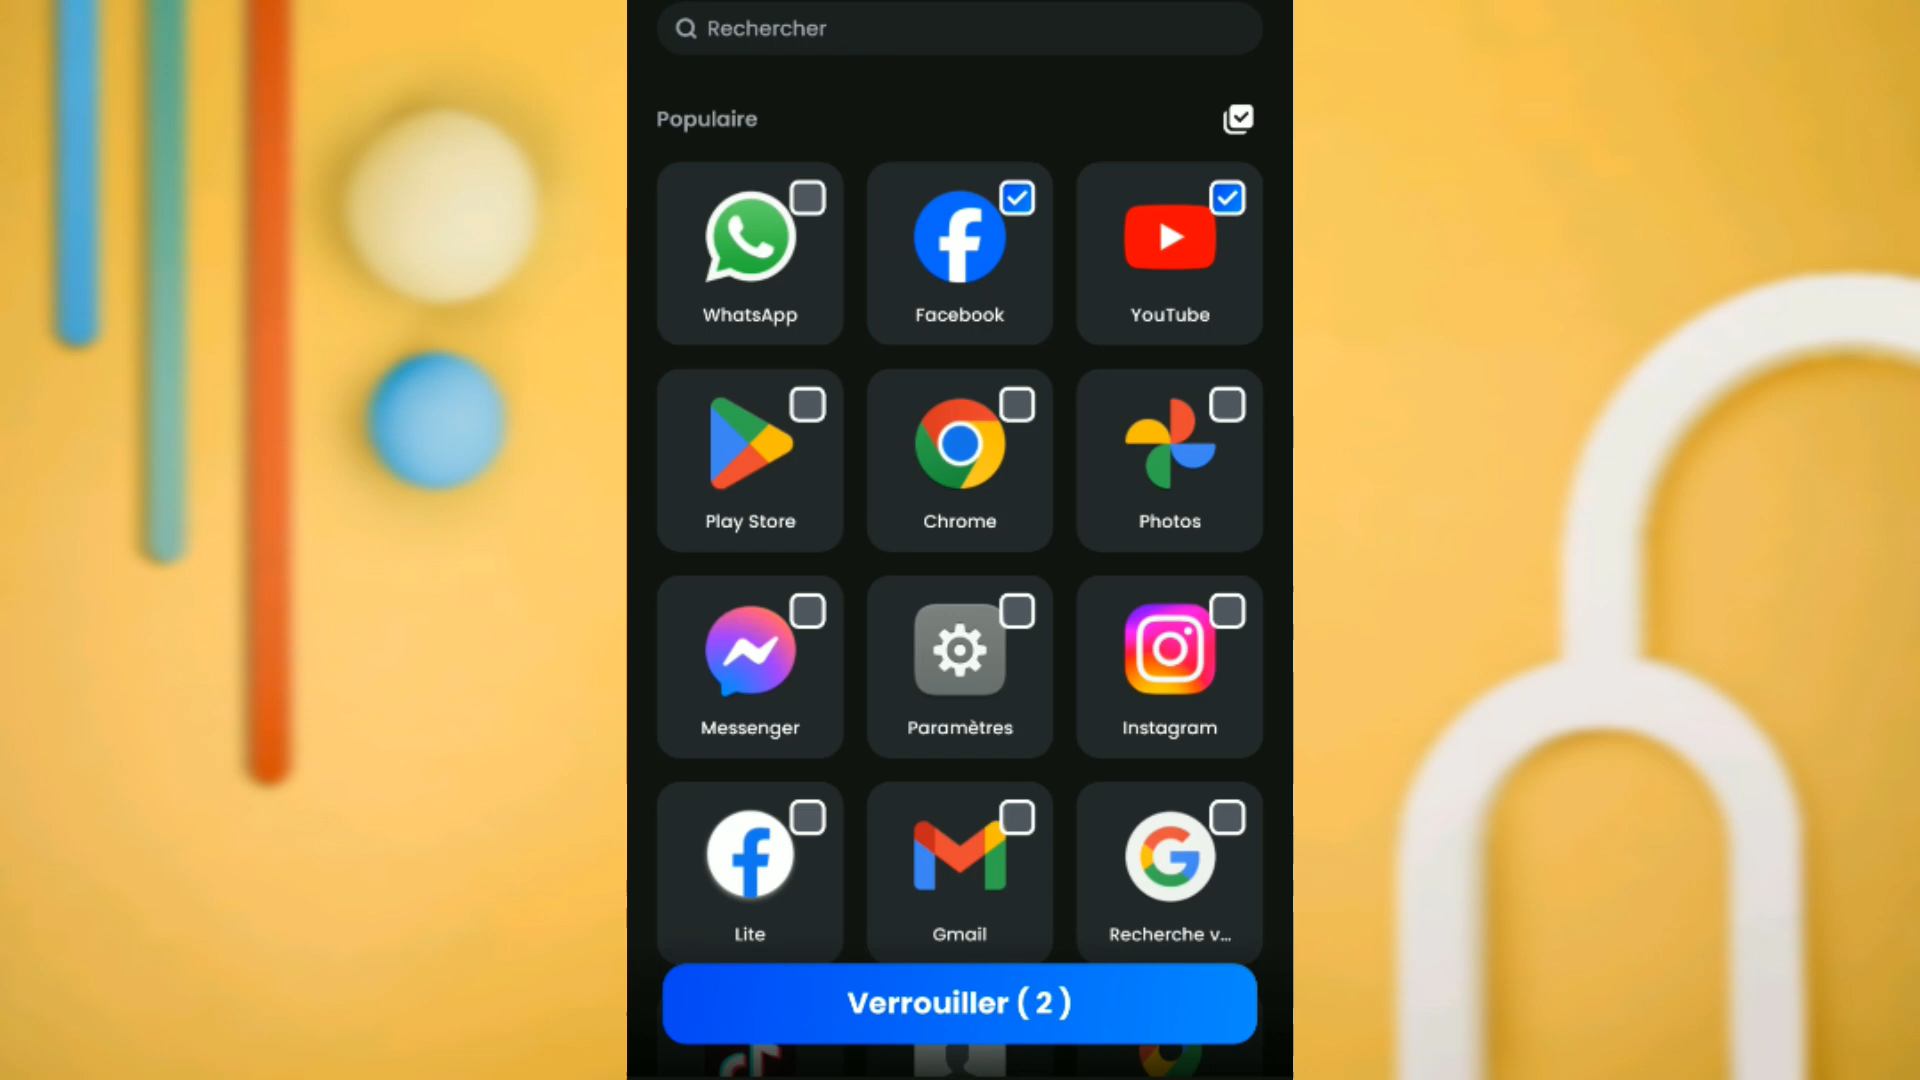 Rechercher
Populaire
WhatsApp
Facebook
YouTube
Play Store
Chrome
Photos
Messenger
Paramètres
Instagram
Lite
Gmail
Recherche v...
Verrouiller ( 2 )